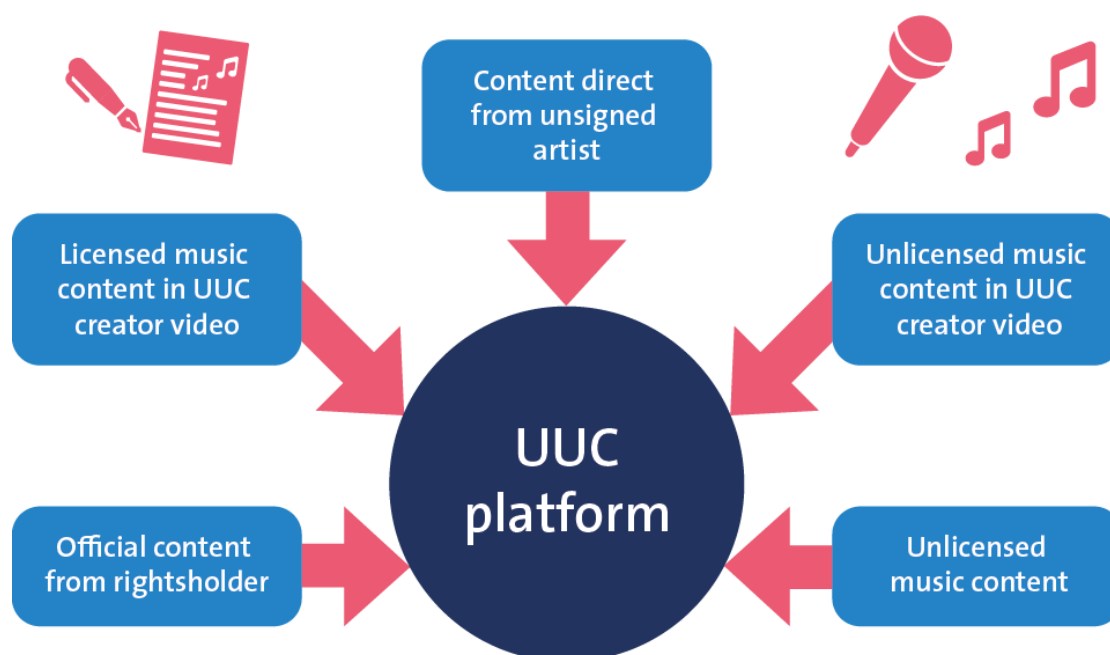 Content direct
from unsigned
artist
Licensed music
content in UUC
creator video
Unlicensed music
content in UUC
creator video
UUC
platform
Official content
from rightsholder
Unlicensed
music content